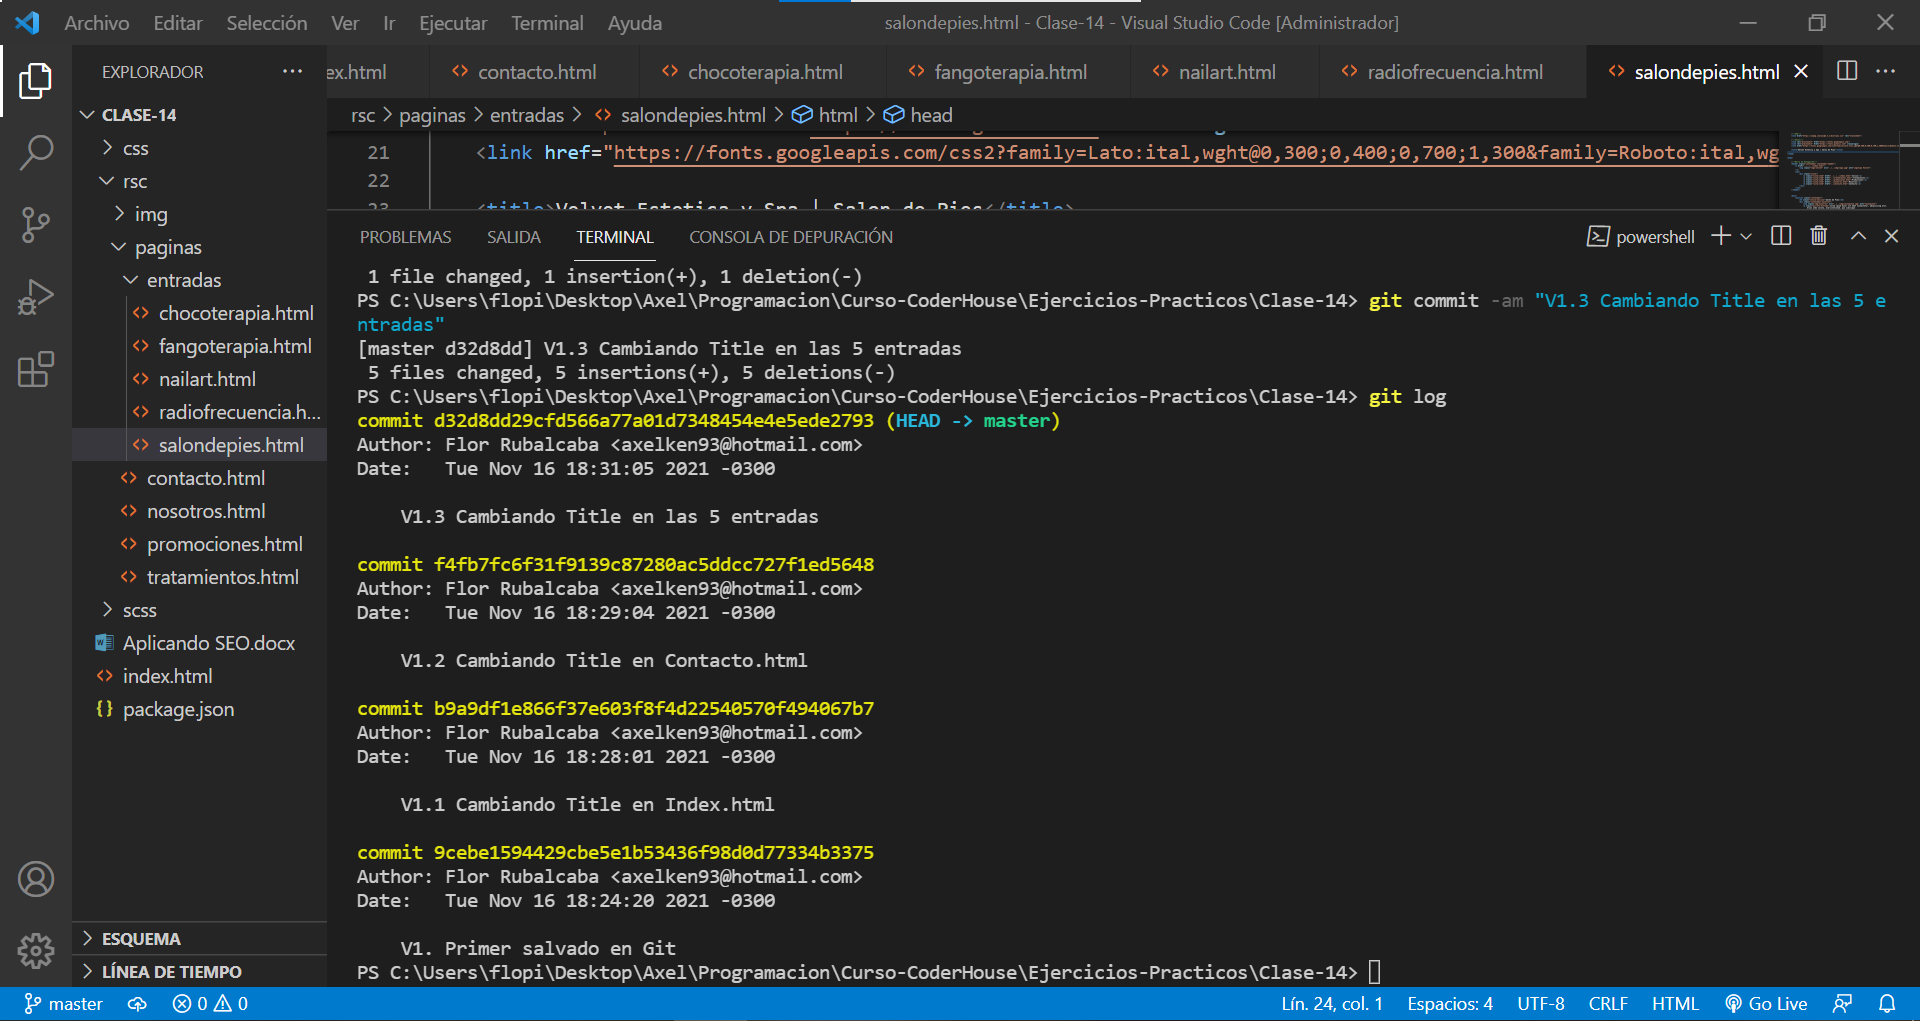 Archivo Editar Selección Ver Ir Ejecutar Terminal Ayuda salondepies.html - Clase-14 - Visual Studio Code [Administrador]
EXPLORADOR
ex.html contacto.html chocoterapia.html fangoterapia.html nailart.html radiofrecuencia.html salondepies.html
rsc > paginas > entradas > salondepies.html > html > head
CLASE-14
css
rsc
img
paginas
entradas
chocoterapia.html
fangoterapia.html
nailart.html
radiofrecuencia.h...
salondepies.html
contacto.html
nosotros.html
promociones.html
tratamientos.html
scss
Aplicando SEO.docx
index.html
package.json
ESQUEMA
LÍNEA DE TIEMPO
21 <link href="https://fonts.googleapis.com/css2?family=Lato:ital,wght@0,300;0,400;0,700;1,300&family=Roboto:ital,wg
22
23 <title>Velvet Estetica y Spa | Salon de Pies</title>
PROBLEMAS SALIDA TERMINAL CONSOLA DE DEPURACIÓN powershell
1 file changed, 1 insertion(+), 1 deletion(-)
PS C:\Users\flopi\Desktop\Axel\Programacion\Curso-CoderHouse\Ejercicios-Practicos\Clase-14> git commit -am "V1.3 Cambiando Title en las 5 e
ntradas"
[master d32d8dd] V1.3 Cambiando Title en las 5 entradas
5 files changed, 5 insertions(+), 5 deletions(-)
PS C:\Users\flopi\Desktop\Axel\Programacion\Curso-CoderHouse\Ejercicios-Practicos\Clase-14> git log
commit d32d8dd29cfd566a77a01d7348454e4e5ede2793 (HEAD -> master)
Author: Flor Rubalcaba <axelken93@hotmail.com>
Date: Tue Nov 16 18:31:05 2021 -0300
V1.3 Cambiando Title en las 5 entradas
commit f4fb7fc6f31f9139c87280ac5ddcc727f1ed5648
Author: Flor Rubalcaba <axelken93@hotmail.com>
Date: Tue Nov 16 18:29:04 2021 -0300
V1.2 Cambiando Title en Contacto.html
commit b9a9df1e866f37e603f8f4d22540570f494067b7
Author: Flor Rubalcaba <axelken93@hotmail.com>
Date: Tue Nov 16 18:28:01 2021 -0300
V1.1 Cambiando Title en Index.html
commit 9cebe1594429cbe5e1b53436f98d0d77334b3375
Author: Flor Rubalcaba <axelken93@hotmail.com>
Date: Tue Nov 16 18:24:20 2021 -0300
V1. Primer salvado en Git
PS C:\Users\flopi\Desktop\Axel\Programacion\Curso-CoderHouse\Ejercicios-Practicos\Clase-14>
master 0 0 Lín. 24, col. 1 Espacios: 4 UTF-8 CRLF HTML Go Live